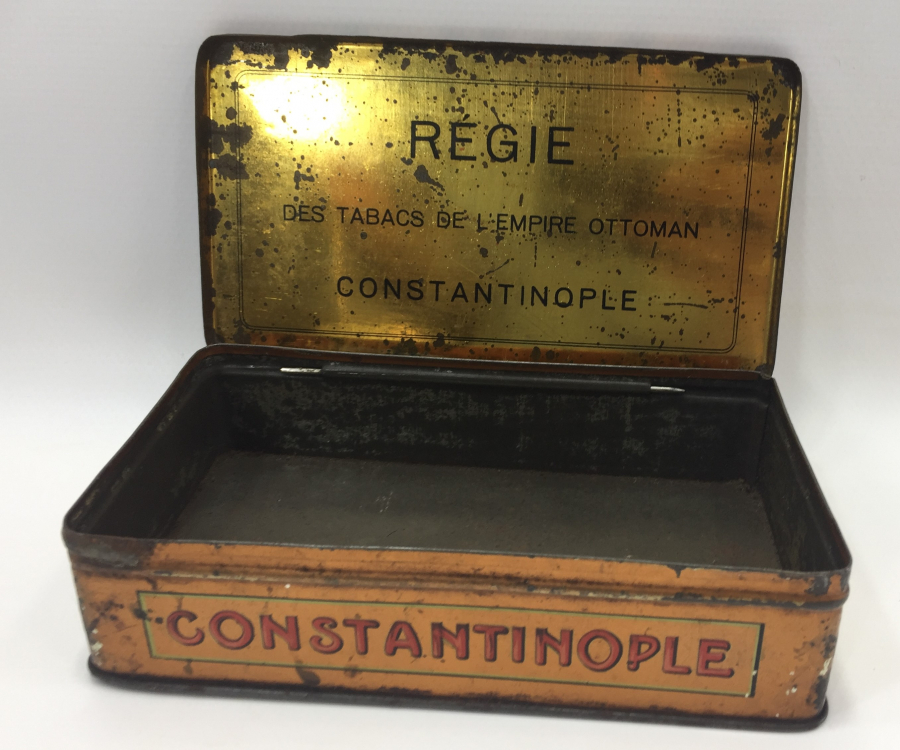 RÉGIE
DES TABACS DE L'EMPIRE OTTOMAN
CONSTANTINOPLE
CONSTANTINOPLE